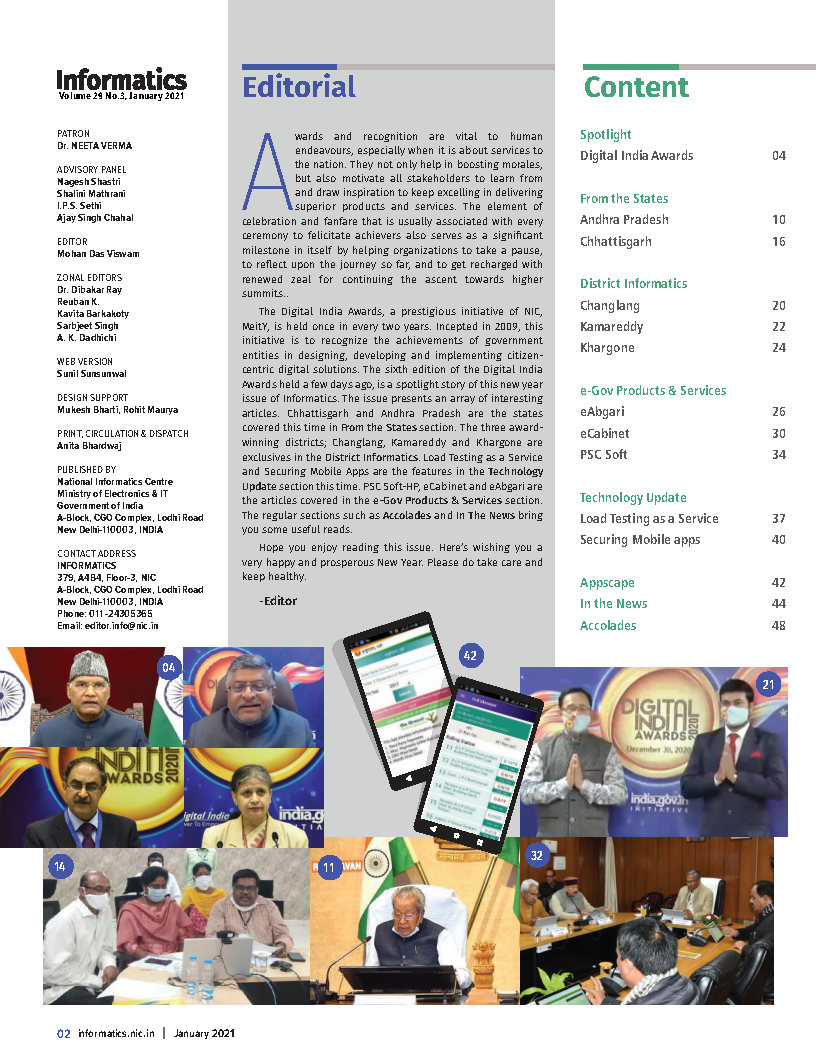 Informatics
Volume 29 No.3, January 2021
PATRON
Dr. NEETA VERMA
ADVISORY PANEL
Nagesh Shastri
Shalini Mathrani
I.P.S. Sethi
Ajay Singh Chahal
EDITOR
Mohan Das Viswam
ZONAL EDITORS
Dr. Dibakar Ray
Reuban K.
Kavita Barkakoty
Sarbjeet Singh
A. K. Dadhichi
WEB VERSION
Sunil Sunsunwal
DESIGN SUPPORT
Mukesh Bharti, Rohit Maurya
PRINT, CIRCULATION & DISPATCH
Anita Bhardwaj
PUBLISHED BY
National Informatics Centre
Ministry of Electronics & IT
Government of India
A-Block, CGO Complex, Lodhi Road
New Delhi-110003, INDIA
CONTACT ADDRESS
INFORMATICS
379, A4B4, Floor-3, NIC
A-Block, CGO Complex, Lodhi Road
New Delhi-110003, INDIA
Phone: 011 -24305365
Email: editor.info@nic.in
Editorial
Awards and recognition are vital to human
endeavours, especially when it is about services to
the nation. They not only help in boosting morales,
but also motivate all stakeholders to learn from
and draw inspiration to keep excelling in delivering
superior products and services. The element of
celebration and fanfare that is usually associated with every
ceremony to felicitate achievers also serves as a significant
milestone in itself by helping organizations to take a pause,
to reflect upon the journey so far, and to get recharged with
renewed zeal for continuing the ascent towards higher
summits..
The Digital India Awards, a prestigious initiative of NIC,
MeitY, is held once in every two years. Incepted in 2009, this
initiative is to recognize the achievements of government
entities in designing, developing and implementing citizen-
centric digital solutions. The sixth edition of the Digital India
Awards held a few days ago, is a spotlight story of this new year
issue of Informatics. The issue presents an array of interesting
articles. Chhattisgarh and Andhra Pradesh are the states
covered this time in From the States section. The three award-
winning districts; Changlang, Kamareddy and Khargone are
exclusives in the District Informatics. Load Testing as a Service
and Securing Mobile Apps are the features in the Technology
Update section this time. PSC Soft-HP, eCabinet and eAbgari are
the articles covered in the e-Gov Products & Services section.
The regular sections such as Accolades and In The News bring
you some useful reads.
Hope you enjoy reading this issue. Here's wishing you a
very happy and prosperous New Year. Please do take care and
keep healthy.
-Editor
Content
Spotlight
Digital India Awards 04
From the States
Andhra Pradesh 10
Chhattisgarh 16
District Informatics
Changlang 20
Kamareddy 22
Khargone 24
e-Gov Products & Services
eAbgari 26
eCabinet 30
PSC Soft 34
Technology Update
Load Testing as a Service 37
Securing Mobile apps 40
Appscape 42
In the News 44
Accolades 48
04
42
21
DIGITAL
INDIA
AWARDS 2020
December 30, 2020
india.gov.in
INITIATIVE
INDIA
AWARDS 2020
Digital India
india.g
INITIA
Polling Station
14
11
32
02 informatics.nic.in | January 2021